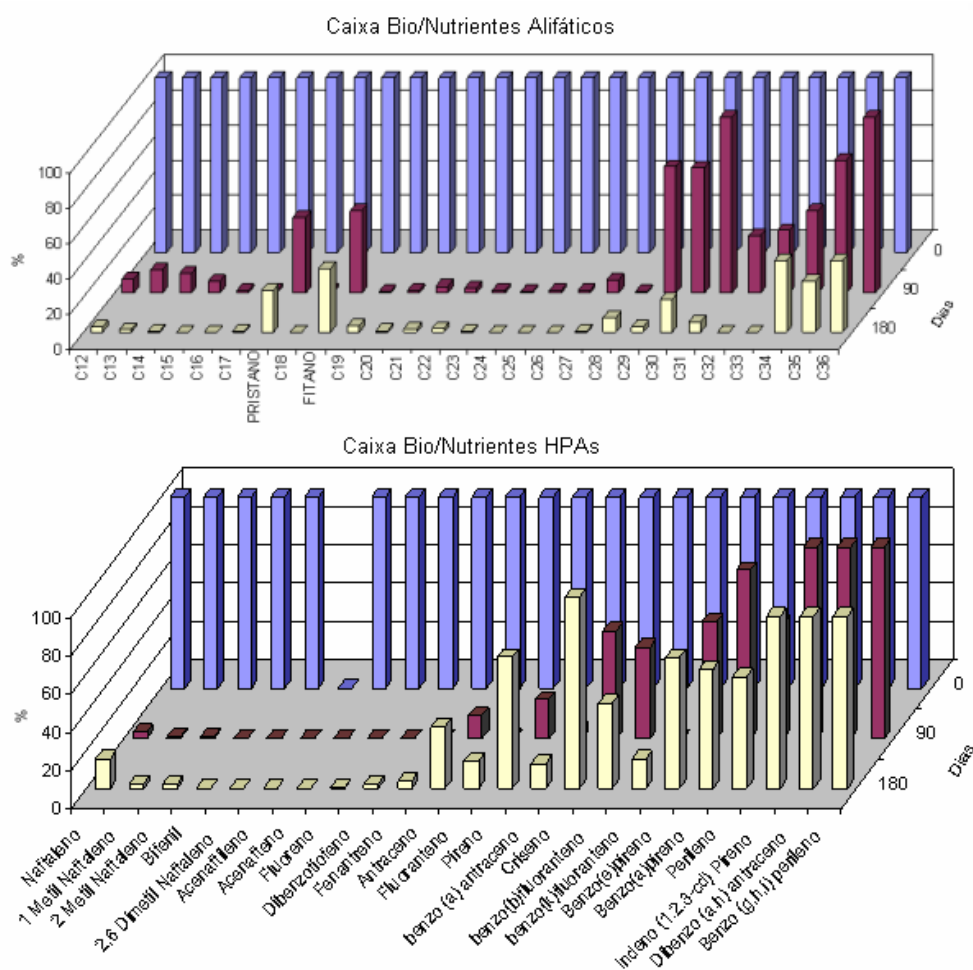 Caixa Bio/Nutrientes Alifáticos
100
80
60
40
20
0
%
0
90
180
Dias
C12
C13
C14
C15
C16
C17
PRISTANO
C18
FITANO
C19
C20
C21
C22
C23
C24
C25
C26
C27
C28
C29
C30
C31
C32
C33
C34
C35
C36
Caixa Bio/Nutrientes HPAs
100
80
60
40
20
0
%
0
90
180
Dias
Naftaleno
1 Metil Naftaleno
2 Metil Naftaleno
Bifenil
2,6 Dimetil Naftaleno
Acenaftileno
Acenafteno
Fluoreno
Dibenzotiofeno
Fenantreno
Antraceno
Fluoranteno
Pireno
benzo (a) antraceno
Criseno
benzo(b)fluoranteno
benzo(k)fluoranteno
Benzo(e)pireno
Benzo(a)pireno
Perileno
Indeno (1,2,3-cd) Pireno
Dibenzo (a,h) antraceno
Benzo (g,h,i) perileno